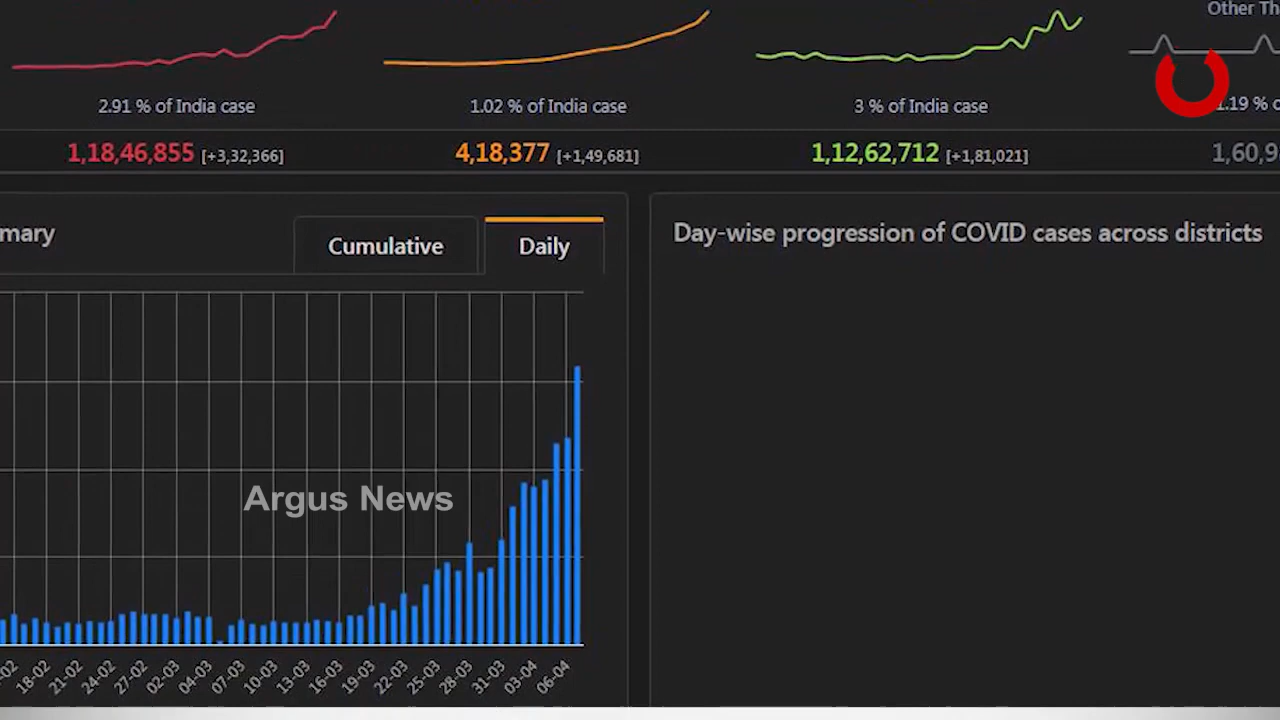 Other Th
2.91 % of India case
1.02 % of India case
3 % of India case
1.19 % o
1,18,46,855 [+3,32,366]
4,18,377 [+1,49,681]
1,12,62,712 [+1,81,021]
1,60,9
mary
Cumulative
Daily
Day-wise progression of COVID cases across districts
Argus News
-02
18-02
21-02
24-02
27-02
02-03
04-03
07-03
10-03
13-03
16-03
19-03
22-03
25-03
28-03
31-03
03-04
06-04